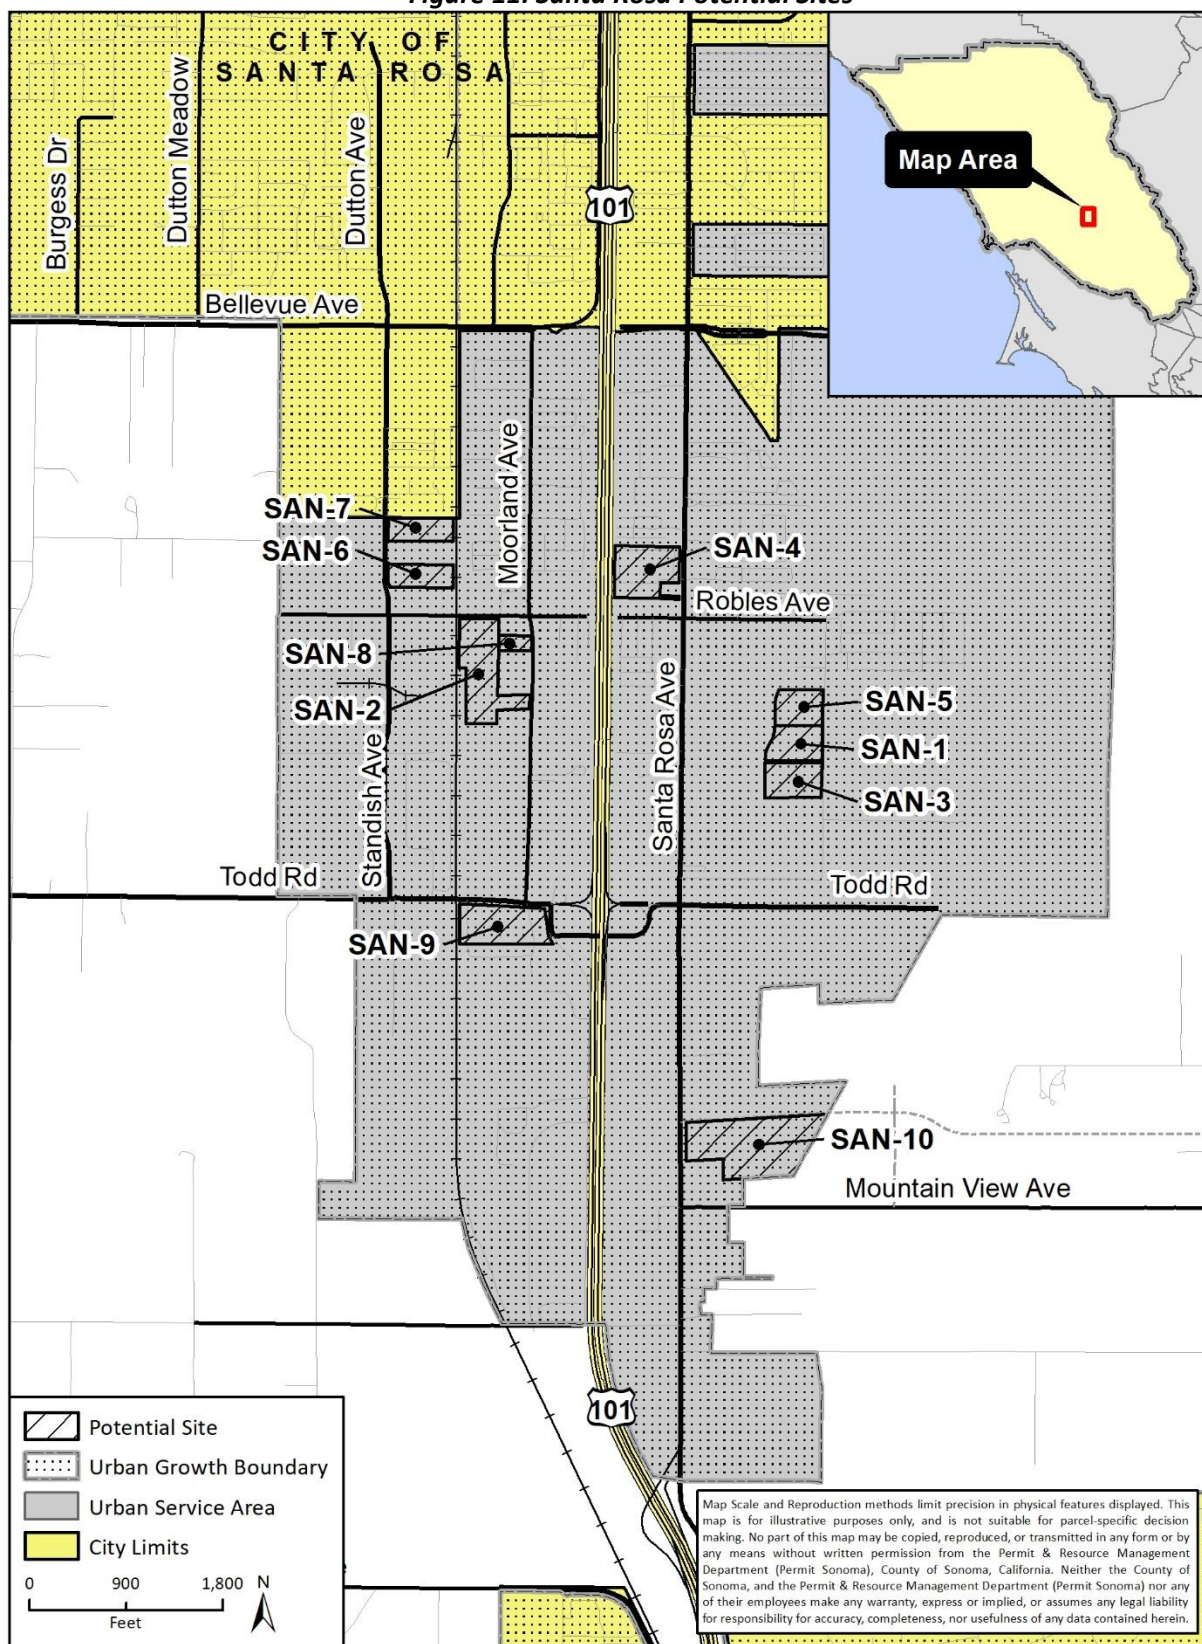 Figure 11: Santa Rosa Potential Sites
CITY OF
SANTA ROSA
Burgess Dr
Dutton Meadow
Dutton Ave
101
Map Area
Bellevue Ave
Moorland Ave
SAN-7
SAN-6
SAN-4
Robles Ave
SAN-8
SAN-2
Standish Ave
Santa Rosa Ave
SAN-5
SAN-1
SAN-3
Todd Rd
Todd Rd
SAN-9
SAN-10
Mountain View Ave
101
Potential Site
Urban Growth Boundary
Urban Service Area
City Limits
0 900 1,800
Feet
N
Map Scale and Reproduction methods limit precision in physical features displayed. This
map is for illustrative purposes only, and is not suitable for parcel-specific decision
making. No part of this map may be copied, reproduced, or transmitted in any form or by
any means without written permission from the Permit & Resource Management
Department (Permit Sonoma), County of Sonoma, California. Neither the County of
Sonoma, and the Permit & Resource Management Department (Permit Sonoma) nor any
of their employees make any warranty, express or implied, or assumes any legal liability
for responsibility for accuracy, completeness, nor usefulness of any data contained herein.